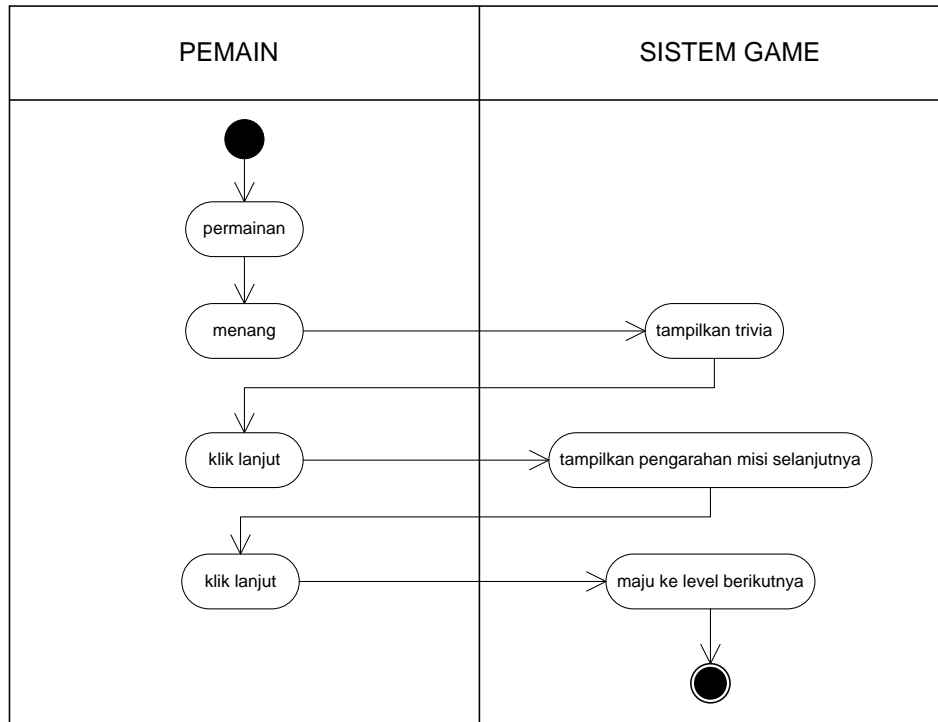 PEMAIN
SISTEM GAME
permainan
menang
tampilkan trivia
klik lanjut
tampilkan pengarahan misi selanjutnya
klik lanjut
maju ke level berikutnya